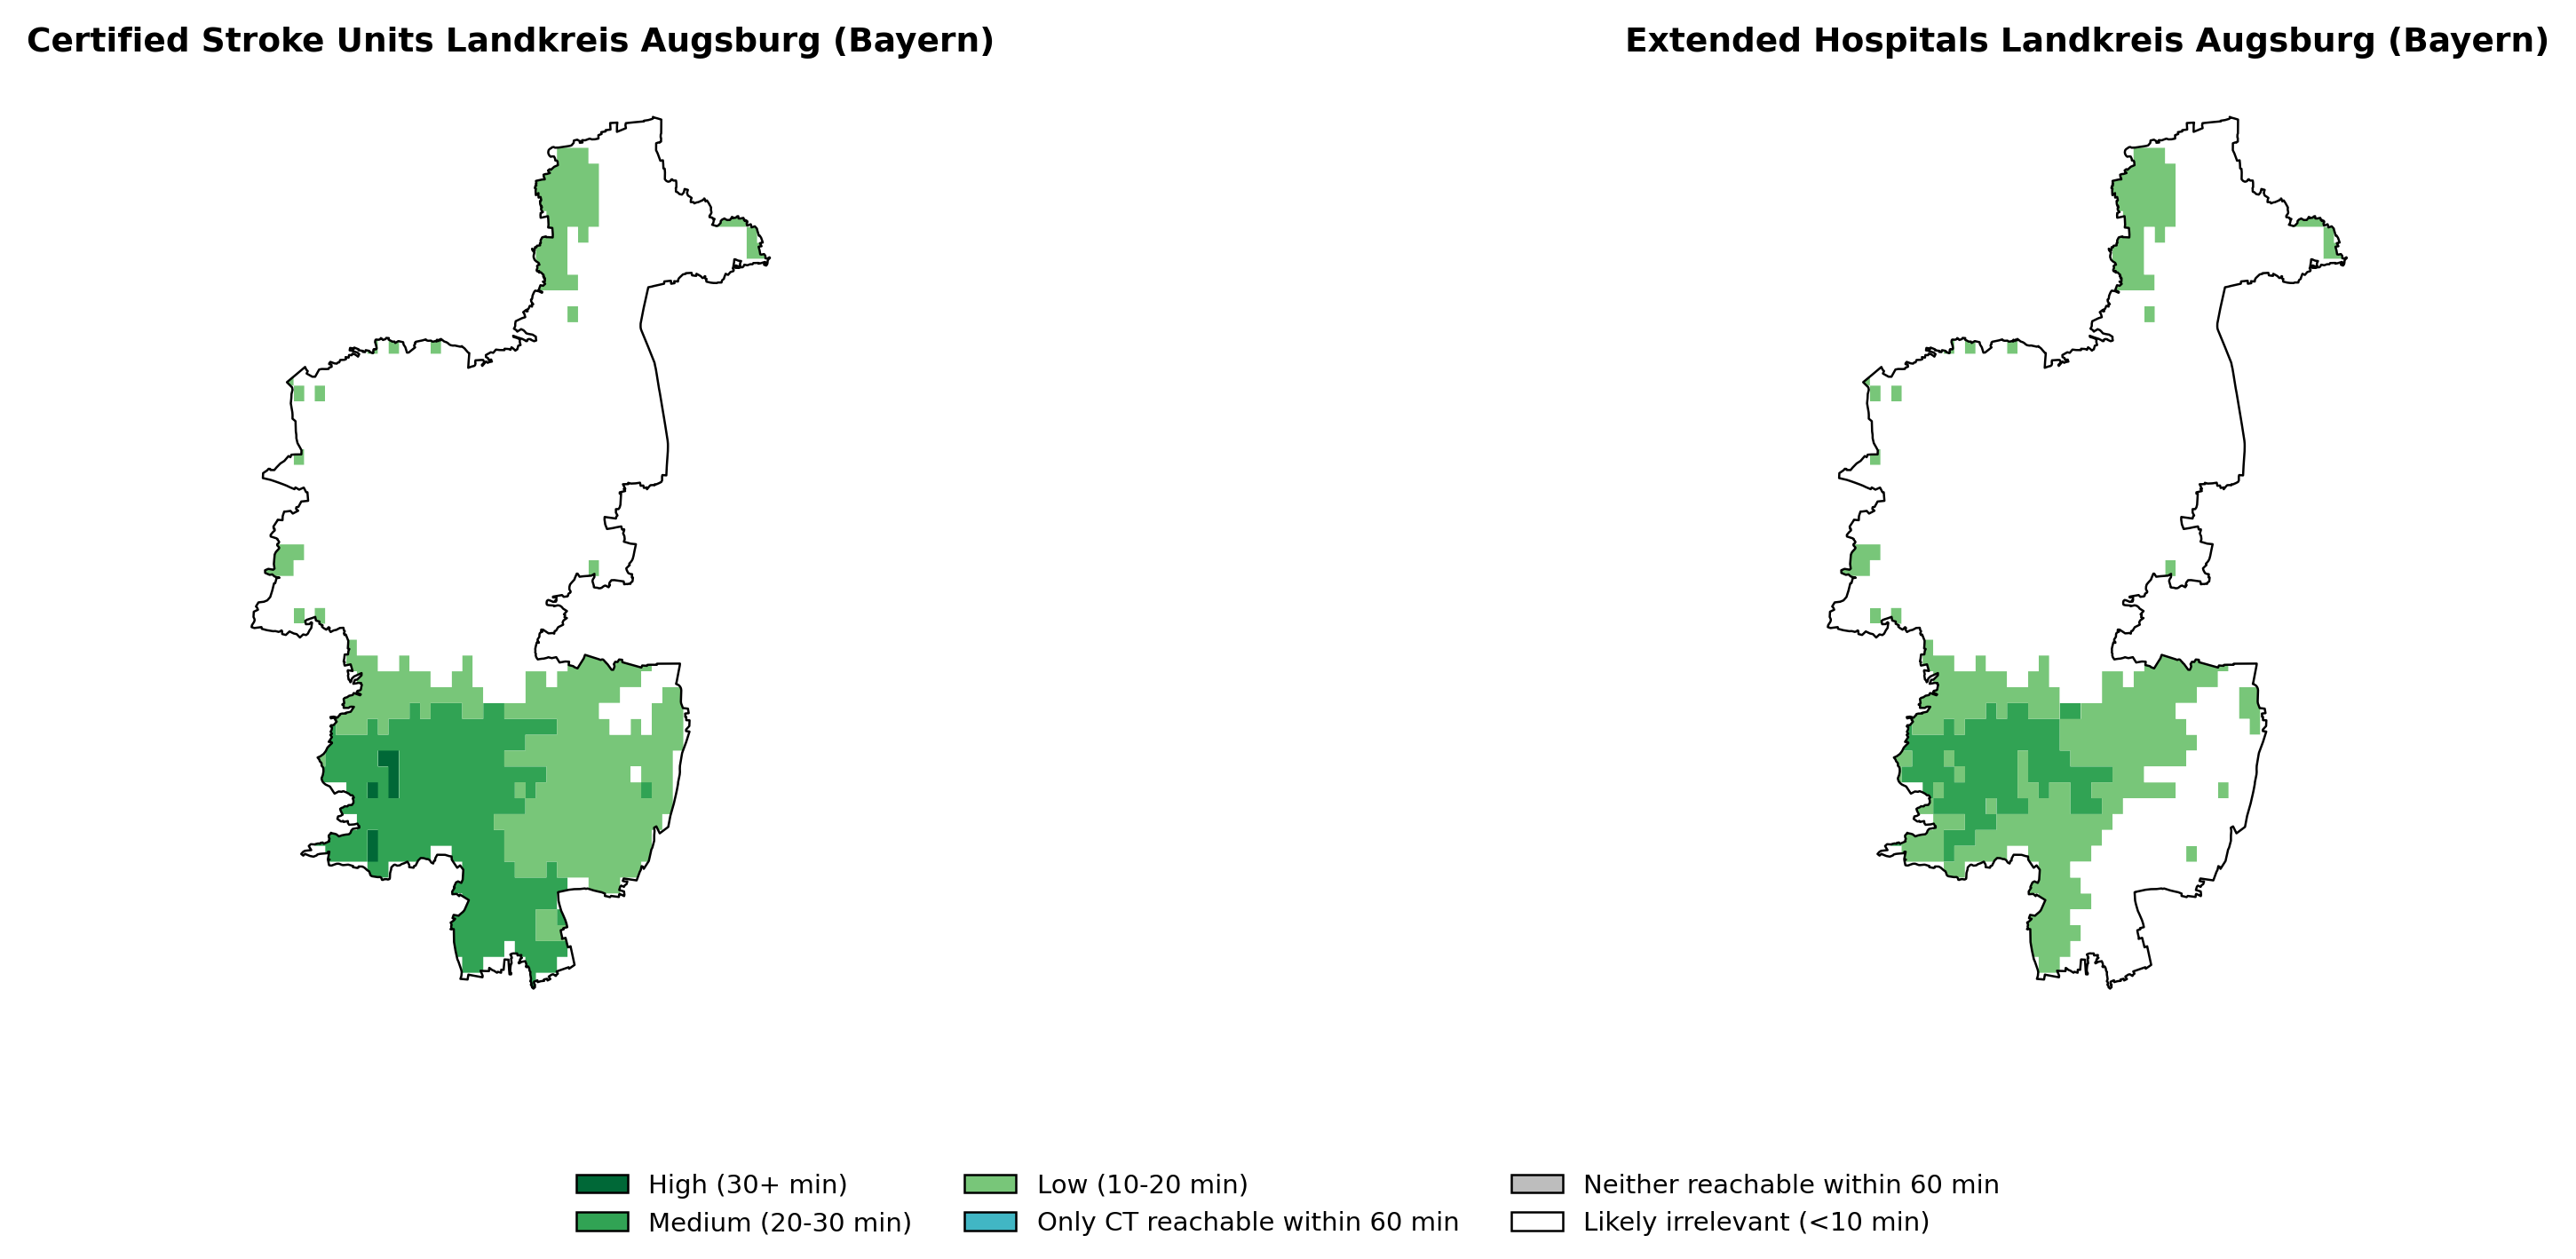 Certified Stroke Units Landkreis Augsburg (Bayern)
Extended Hospitals Landkreis Augsburg (Bayern)
High (30+ min)
Medium (20-30 min)
Low (10-20 min)
Only CT reachable within 60 min
Neither reachable within 60 min
Likely irrelevant (<10 min)